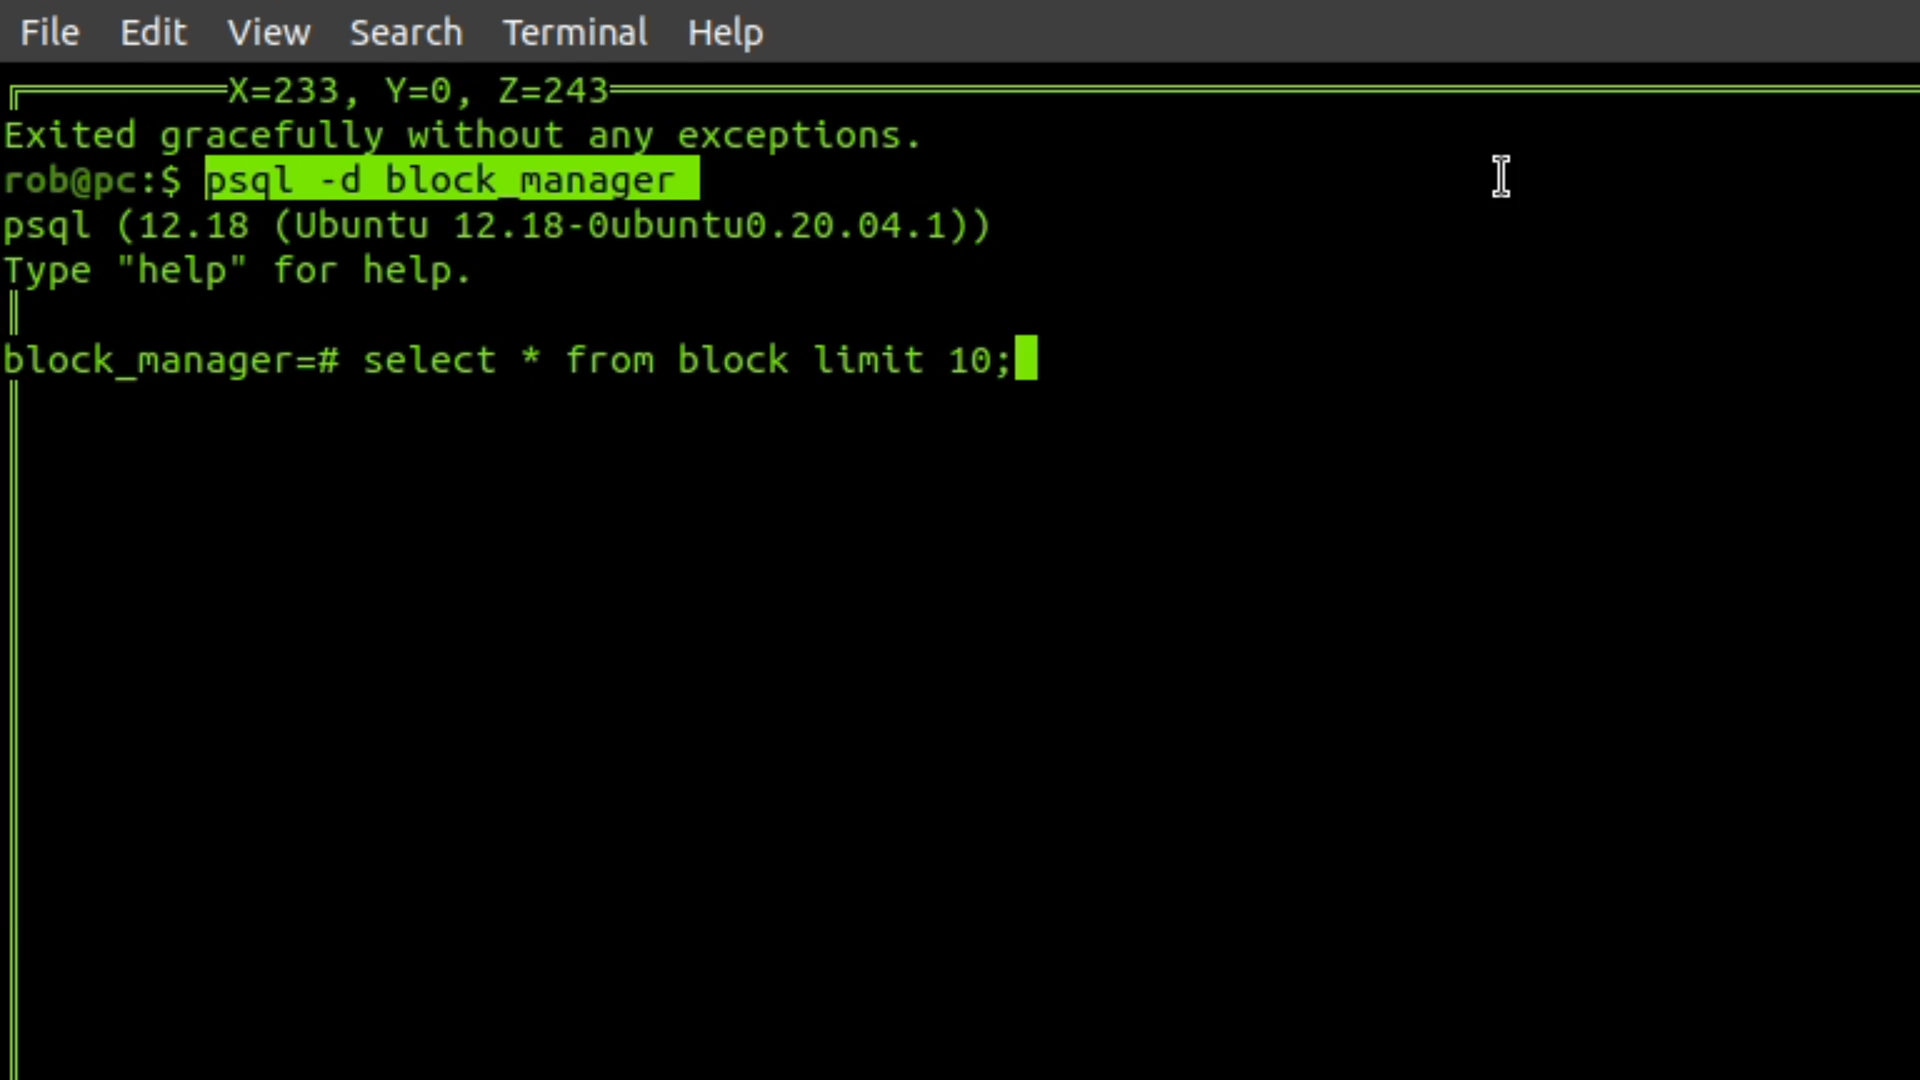 File Edit View Search Terminal Help
X=233, Y=0, Z=243
Exited gracefully without any exceptions.
rob@pc:$ psql -d block_manager
psql (12.18 (Ubuntu 12.18-0ubuntu0.20.04.1))
Type "help" for help.
block_manager=# select * from block limit 10;